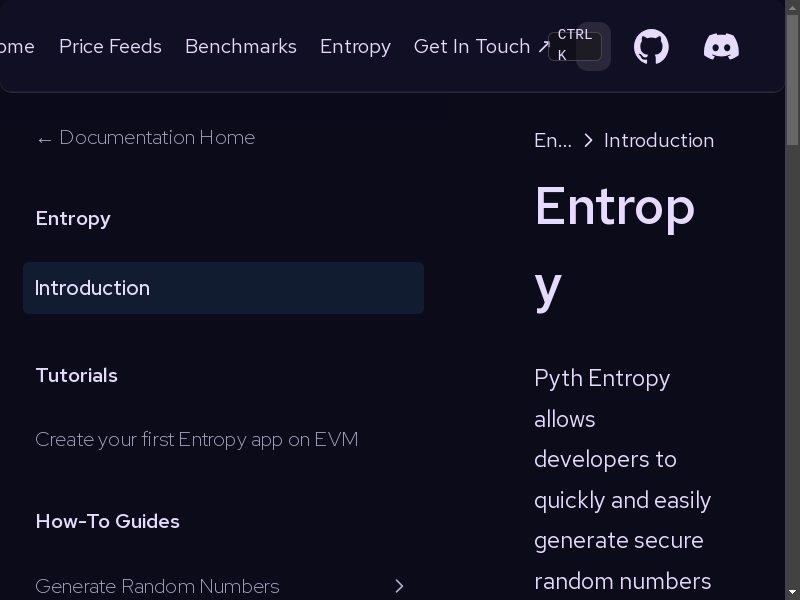 ome Price Feeds Benchmarks Entropy Get In Touch ↗ CTRL K
← Documentation Home
Entropy
Introduction
Tutorials
Create your first Entropy app on EVM
How-To Guides
Generate Random Numbers
En... > Introduction
Entrop
y
Pyth Entropy
allows
developers to
quickly and easily
generate secure
random numbers